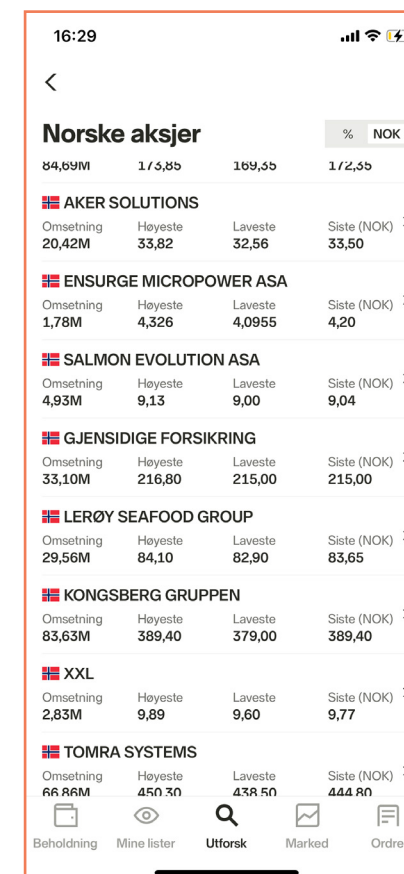 16:29
Norske aksjer
% NOK
84,69M 173,85 169,35 172,35
AKER SOLUTIONS
Omsetning Høyeste Laveste Siste (NOK)
20,42M 33,82 32,56 33,50
ENSURGE MICROPOWER ASA
Omsetning Høyeste Laveste Siste (NOK)
1,78M 4,326 4,0955 4,20
SALMON EVOLUTION ASA
Omsetning Høyeste Laveste Siste (NOK)
4,93M 9,13 9,00 9,04
GJENSIDIGE FORSIKRING
Omsetning Høyeste Laveste Siste (NOK)
33,10M 216,80 215,00 215,00
LERØY SEAFOOD GROUP
Omsetning Høyeste Laveste Siste (NOK)
29,56M 84,10 82,90 83,65
KONGSBERG GRUPPEN
Omsetning Høyeste Laveste Siste (NOK)
83,63M 389,40 379,00 389,40
XXL
Omsetning Høyeste Laveste Siste (NOK)
2,83M 9,89 9,60 9,77
TOMRA SYSTEMS
Omsetning Høyeste Laveste Siste (NOK)
66,86M 450,30 438,50 444,80
Beholdning Mine lister Utforsk Marked Ordre